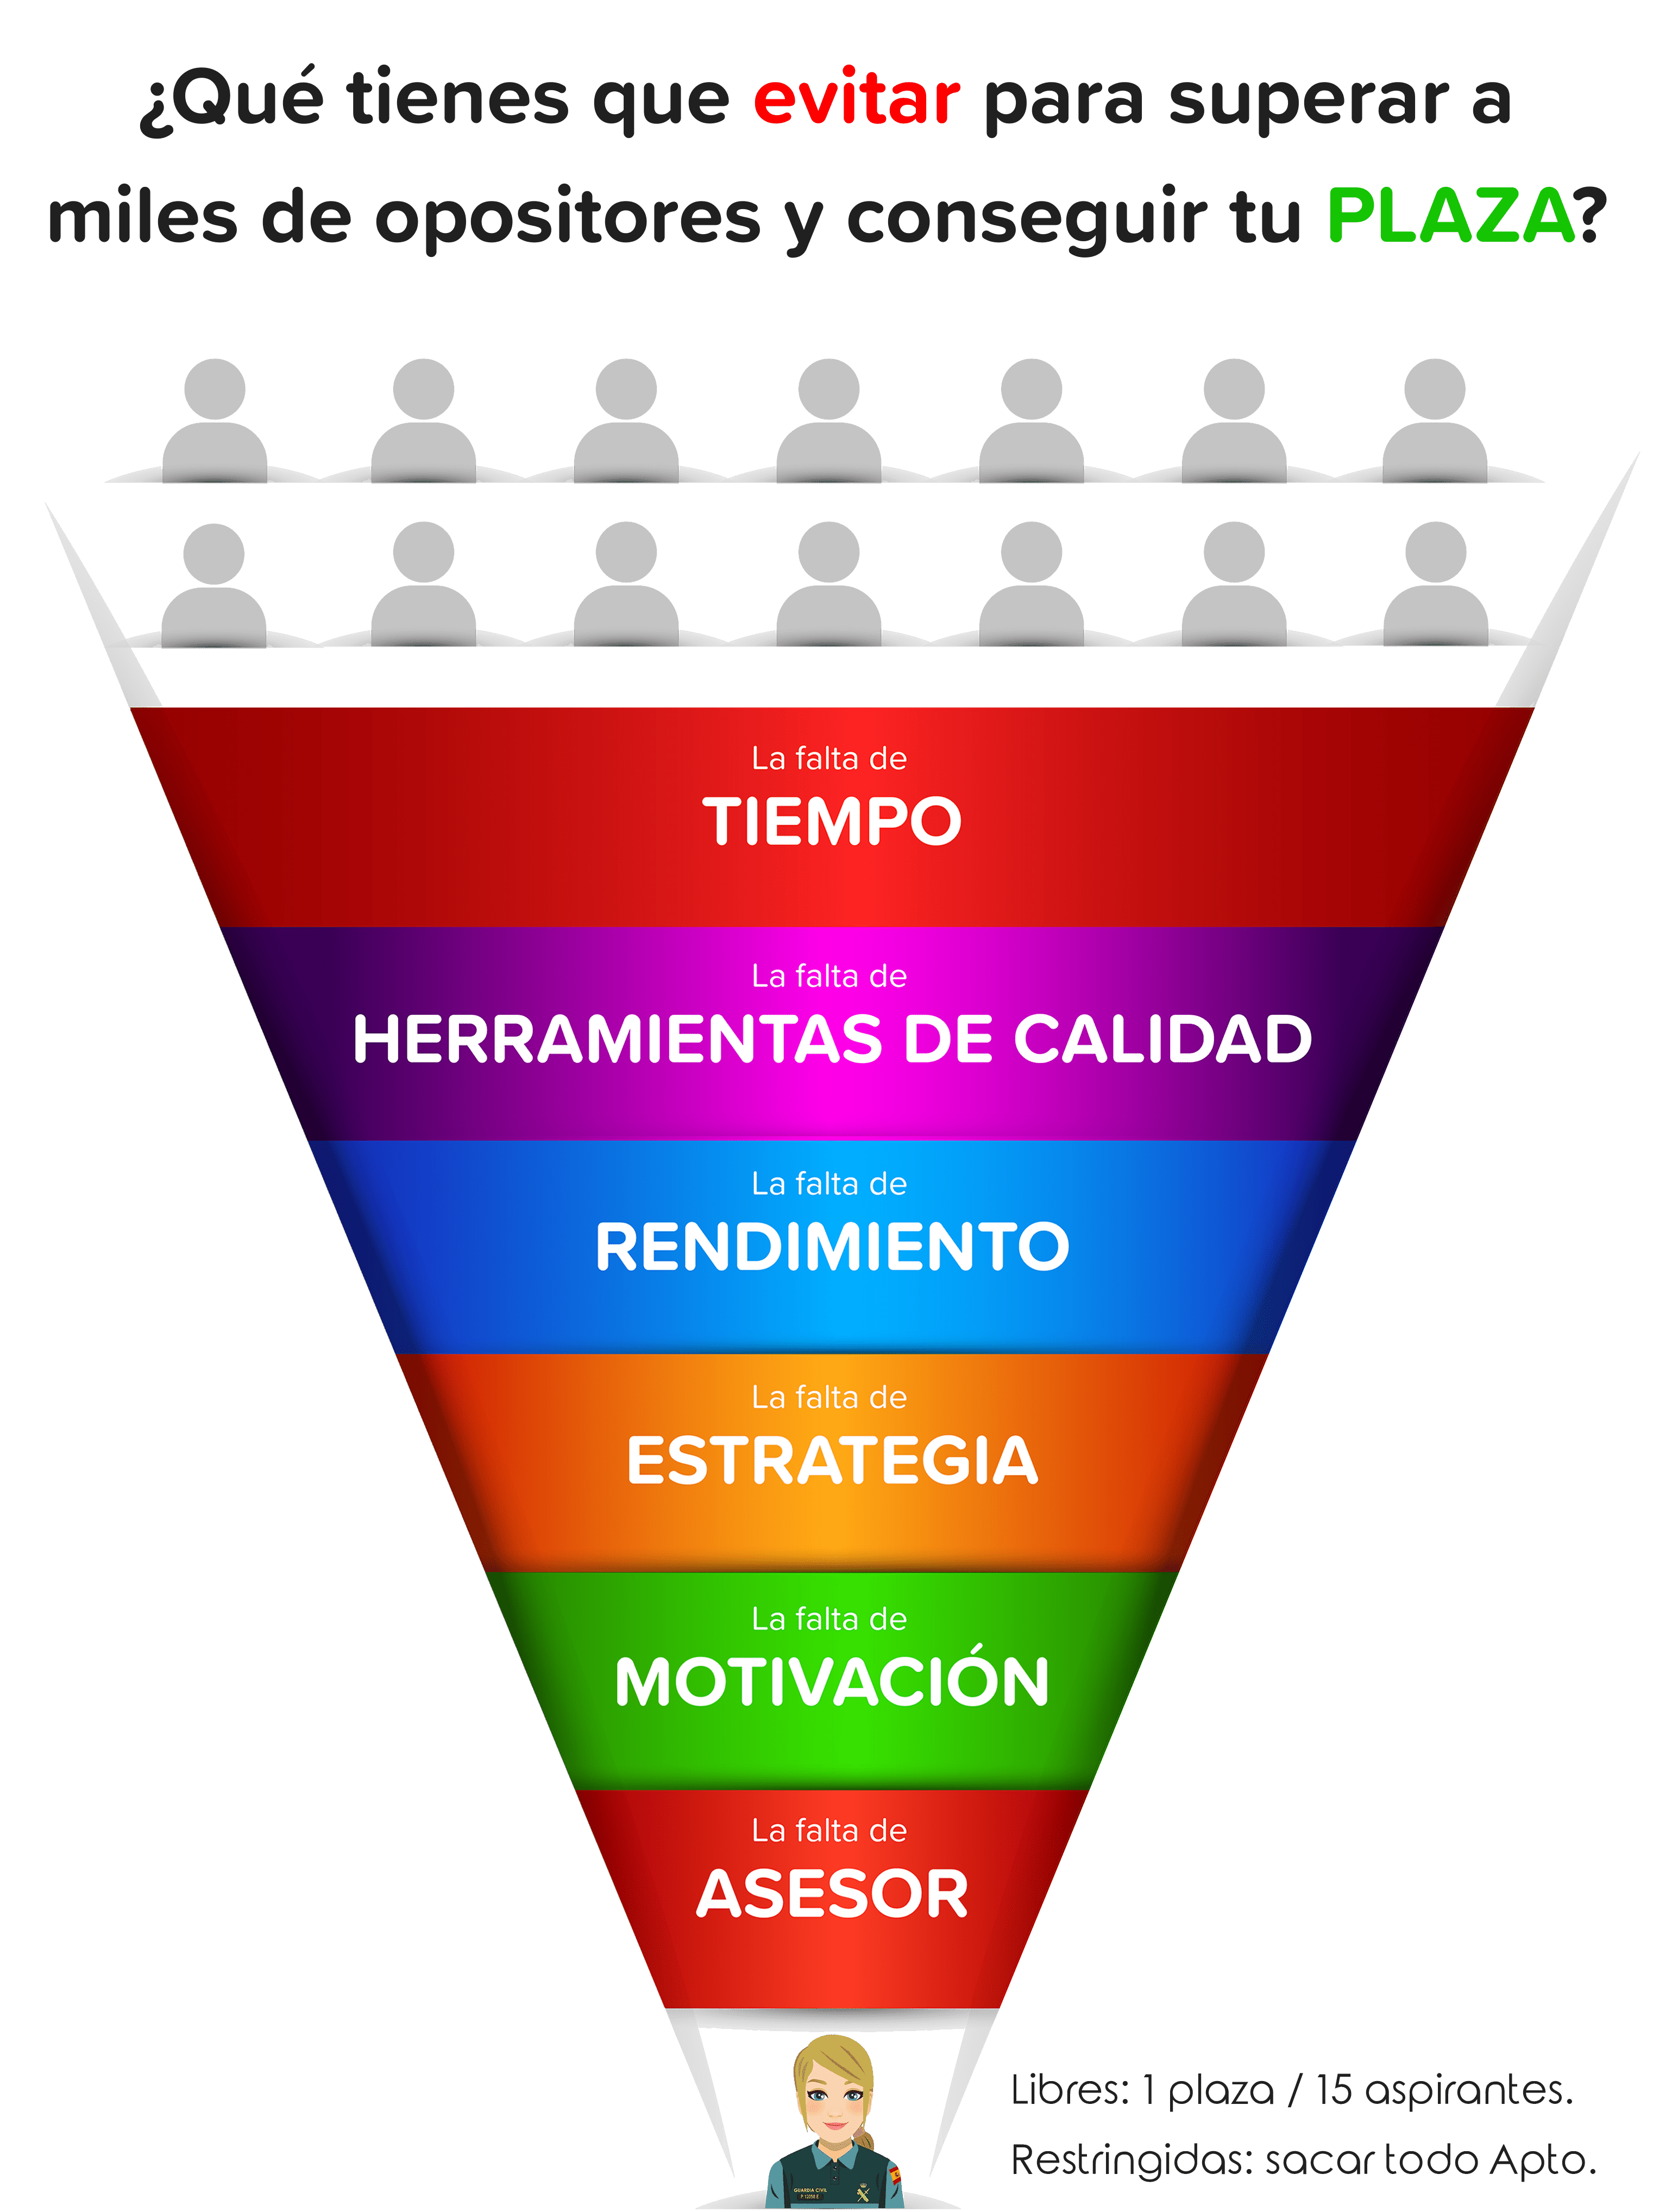 ¿Qué tienes que evitar para superar a
miles de opositores y conseguir tu PLAZA?
La falta de
TIEMPO
La falta de
HERRAMIENTAS DE CALIDAD
La falta de
RENDIMIENTO
La falta de
ESTRATEGIA
La falta de
MOTIVACIÓN
La falta de
ASESOR
GUARDIA CIVIL
Libres: 1 plaza / 15 aspirantes.
Restringidas: sacar todo Apto.